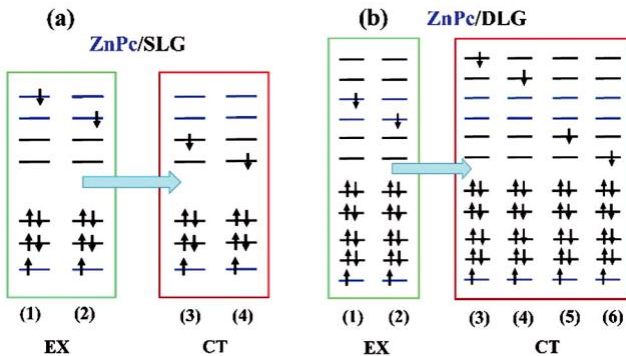 (a)
ZnPc/SLG
(1) (2) (3) (4)
EX CT
(b) ZnPc/DLG
(1) (2) (3) (4) (5) (6)
EX CT